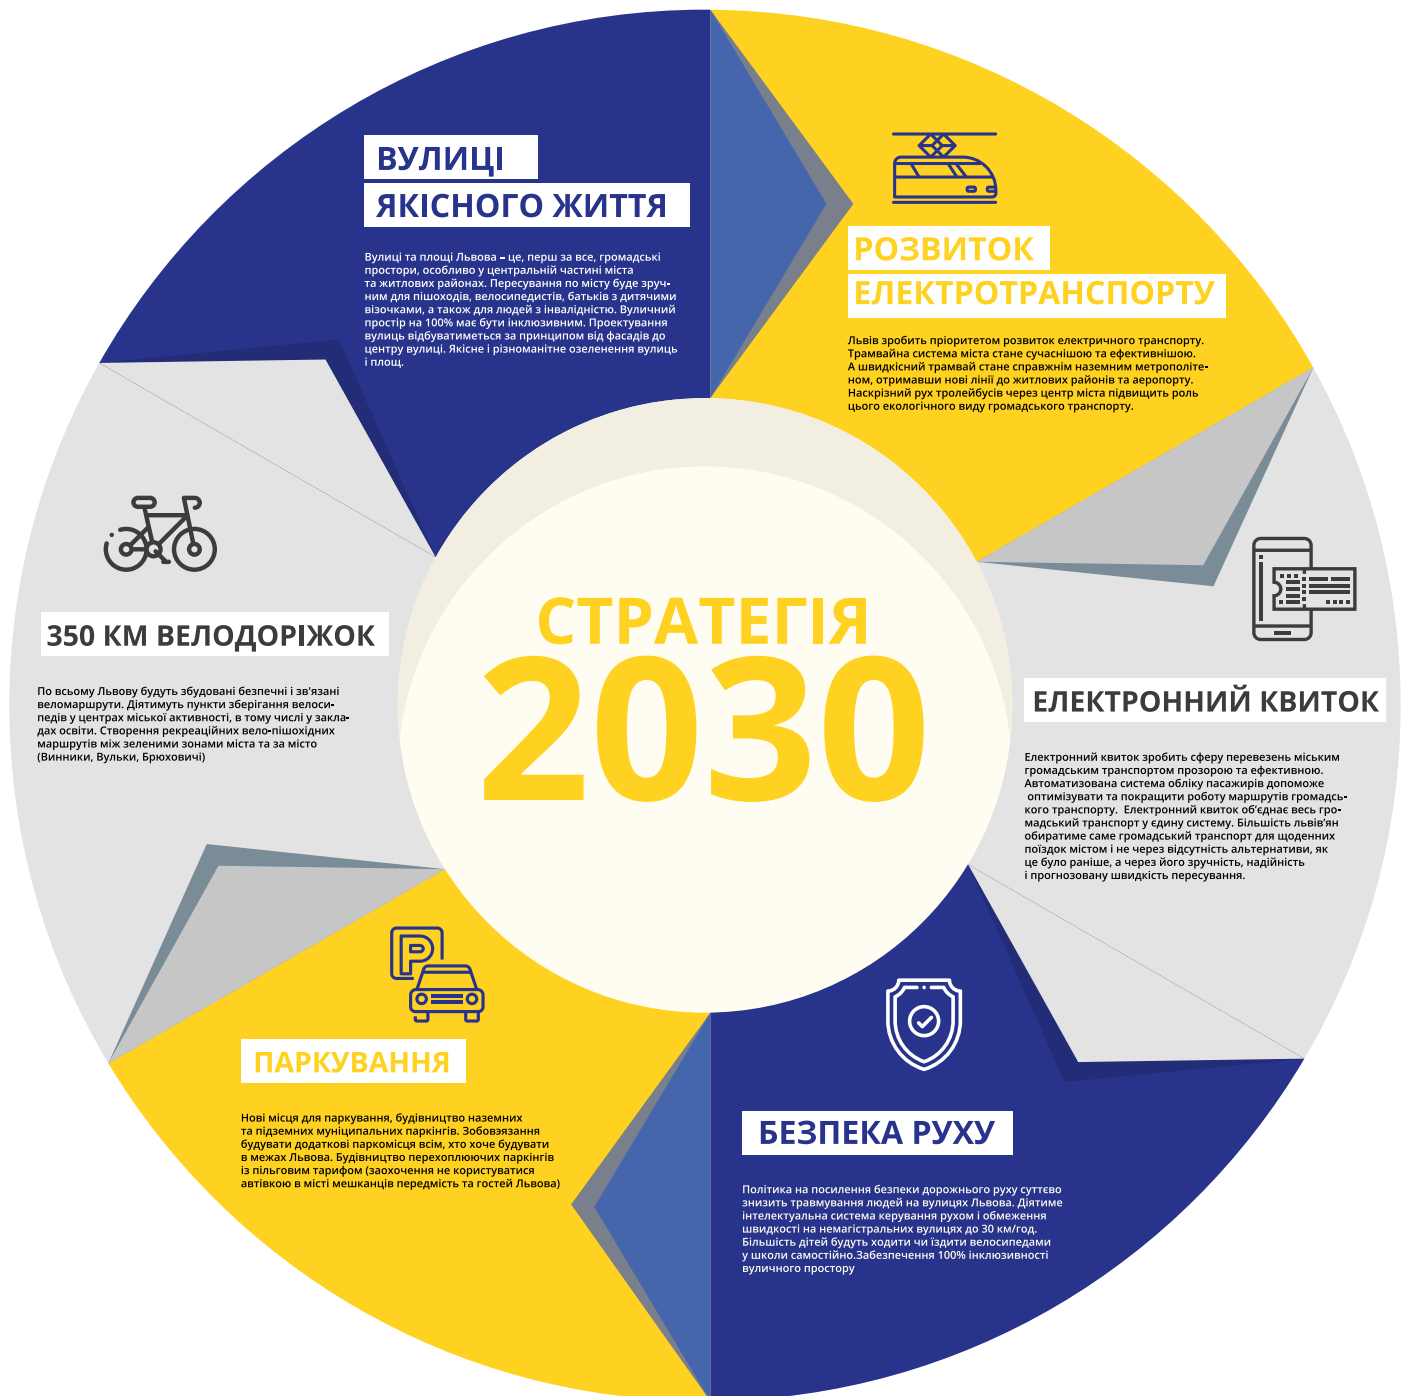 ВУЛИЦІ
ЯКІСНОГО ЖИТТЯ
Вулиці та площі Львова – це, перш за все, громадські
простори, особливо у центральній частині міста
та житлових районах. Пересування по місту буде зруч-
ним для пішоходів, велосипедистів, батьків з дитячими
візочками, а також для людей з інвалідністю. Вуличний
простір на 100% має бути інклюзивним. Проектування
вулиць відбуватиметься за принципом від фасадів до
центру вулиці. Якісне і різноманітне озеленення вулиць
і площ.
РОЗВИТОК
ЕЛЕКТРОТРАНСПОРТУ
Львів зробить пріоритетом розвиток електричного транспорту.
Трамвайна система міста стане сучаснішою та ефективнішою.
А швидкісний трамвай стане справжнім наземним метрополіте-
ном, отримавши нові лінії до житлових районів та аеропорту.
Наскрізний рух тролейбусів через центр міста підвищить роль
цього екологічного виду громадського транспорту.
ЕЛЕКТРОННИЙ КВИТОК
Електронний квиток зробить сферу перевезень міським
громадським транспортом прозорою та ефективною.
Автоматизована система обліку пасажирів допоможе
оптимізувати та покращити роботу маршрутів громадсь-
кого транспорту. Електронний квиток об’єднає весь гро-
мадський транспорт у єдину систему. Більшість львів’ян
обиратиме саме громадський транспорт для щоденних
поїздок містом і не через відсутність альтернативи, як
це було раніше, а через його зручність, надійність
і прогнозовану швидкість пересування.
БЕЗПЕКА РУХУ
Політика на посилення безпеки дорожнього руху суттєво
знизить травмування людей на вулицях Львова. Діятиме
інтелектуальна система керування рухом і обмеження
швидкості на немагістральних вулицях до 30 км/год.
Більшість дітей будуть ходити чи їздити велосипедами
у школи самостійно.Забезпечення 100% інклюзивності
вуличного простору
P
ПАРКУВАННЯ
Нові місця для паркування, будівництво наземних
та підземних муніципальних паркінгів. Зобовэязання
будувати додаткові паркомісця всім, хто хоче будувати
в межах Львова. Будівництво перехоплюючих паркінгів
із пільговим тарифом (заохочення не користуватися
автівкою в місті мешканців передмість та гостей Львова)
350 КМ ВЕЛОДОРІЖОК
По всьому Львову будуть збудовані безпечні і зв'язані
веломаршрути. Діятимуть пункти зберігання велоси-
педів у центрах міської активності, в тому числі у закла-
дах освіти. Створення рекреаційних вело-пішохідних
маршрутів між зеленими зонами міста та за місто
(Винники, Вульки, Брюховичі)
СТРАТЕГІЯ
2030